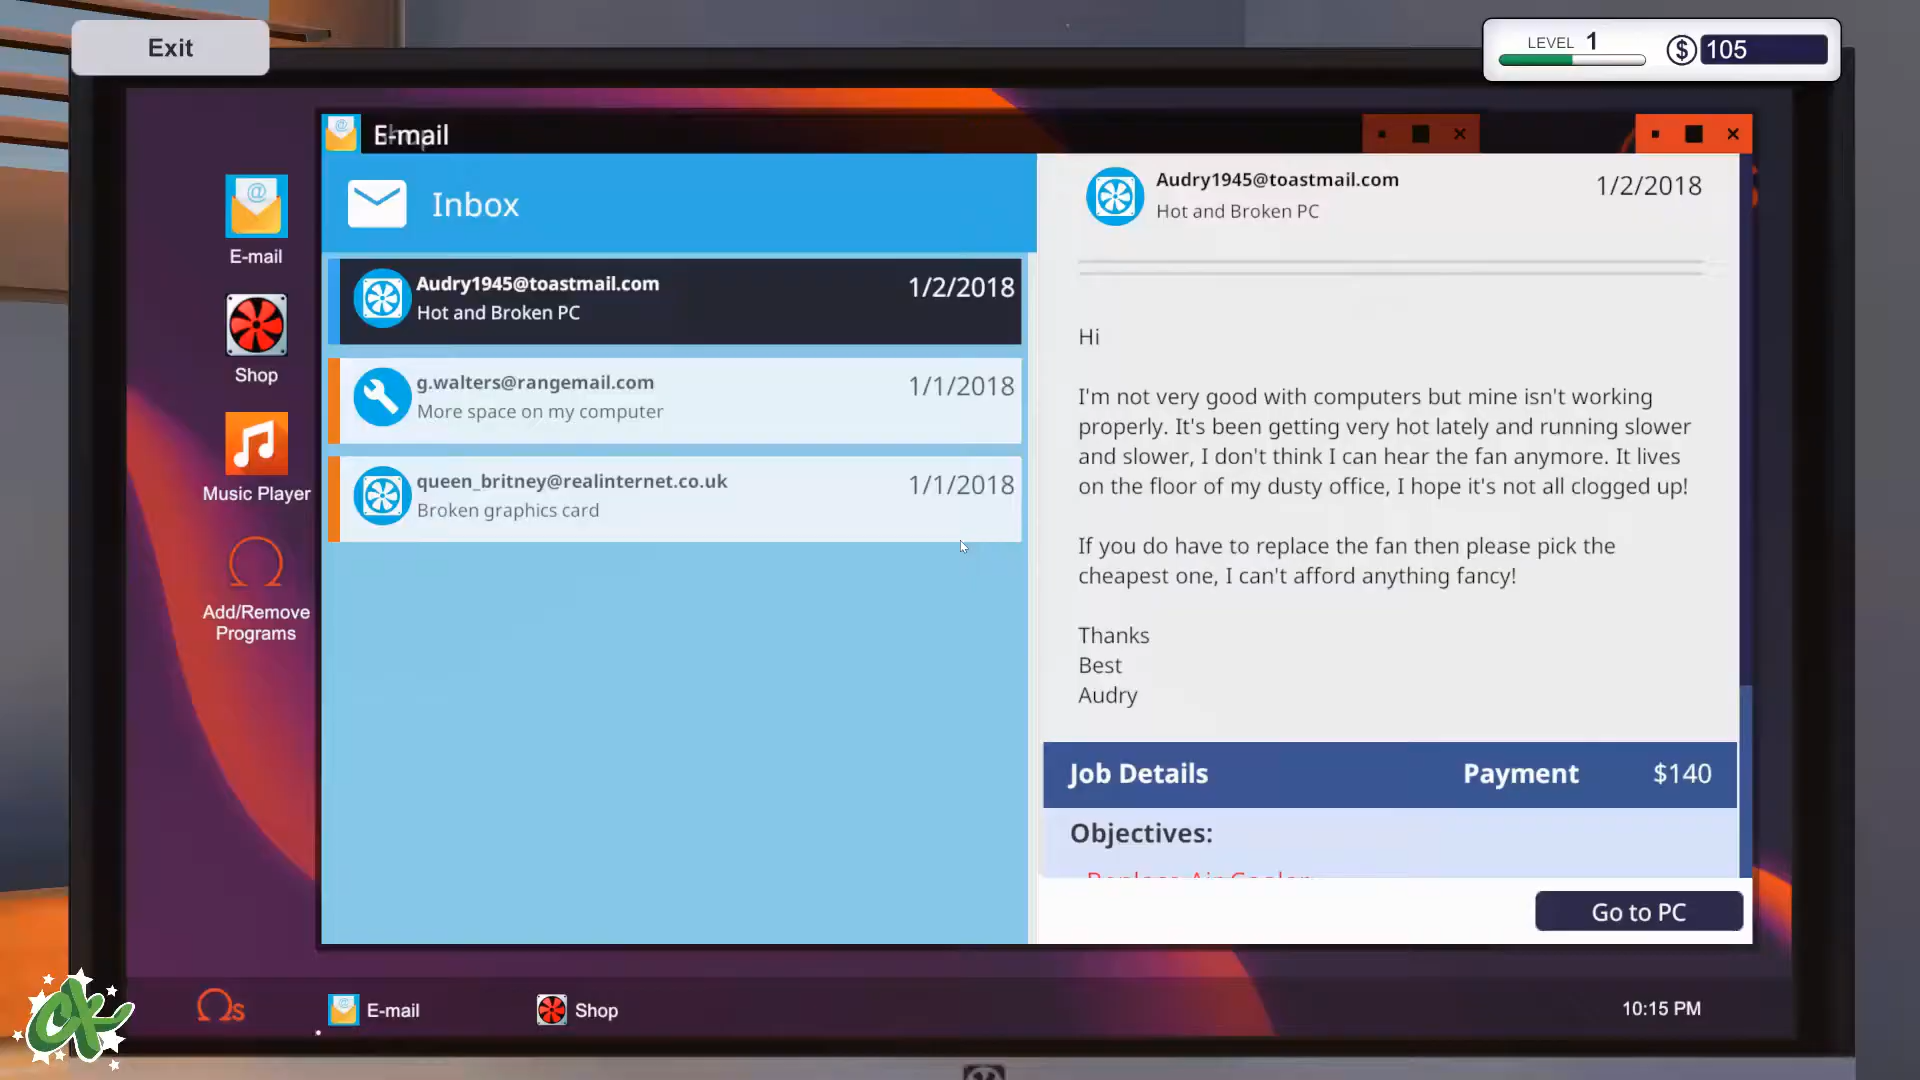 Exit
LEVEL 1
$ 105
E-mail
Inbox
Audry1945@toastmail.com
1/2/2018
Hot and Broken PC
g.walters@rangemail.com
1/1/2018
More space on my computer
queen_britney@realinternet.co.uk
1/1/2018
Broken graphics card
Audry1945@toastmail.com
1/2/2018
Hot and Broken PC
Hi
I'm not very good with computers but mine isn't working
properly. It's been getting very hot lately and running slower
and slower, I don't think I can hear the fan anymore. It lives
on the floor of my dusty office, I hope it's not all clogged up!
If you do have to replace the fan then please pick the
cheapest one, I can't afford anything fancy!
Thanks
Best
Audry
Job Details
Payment
$140
Objectives:
Replace Air Cooler
Go to PC
E-mail
Shop
Music Player
Add/Remove
Programs
Ωs
E-mail
Shop
10:15 PM